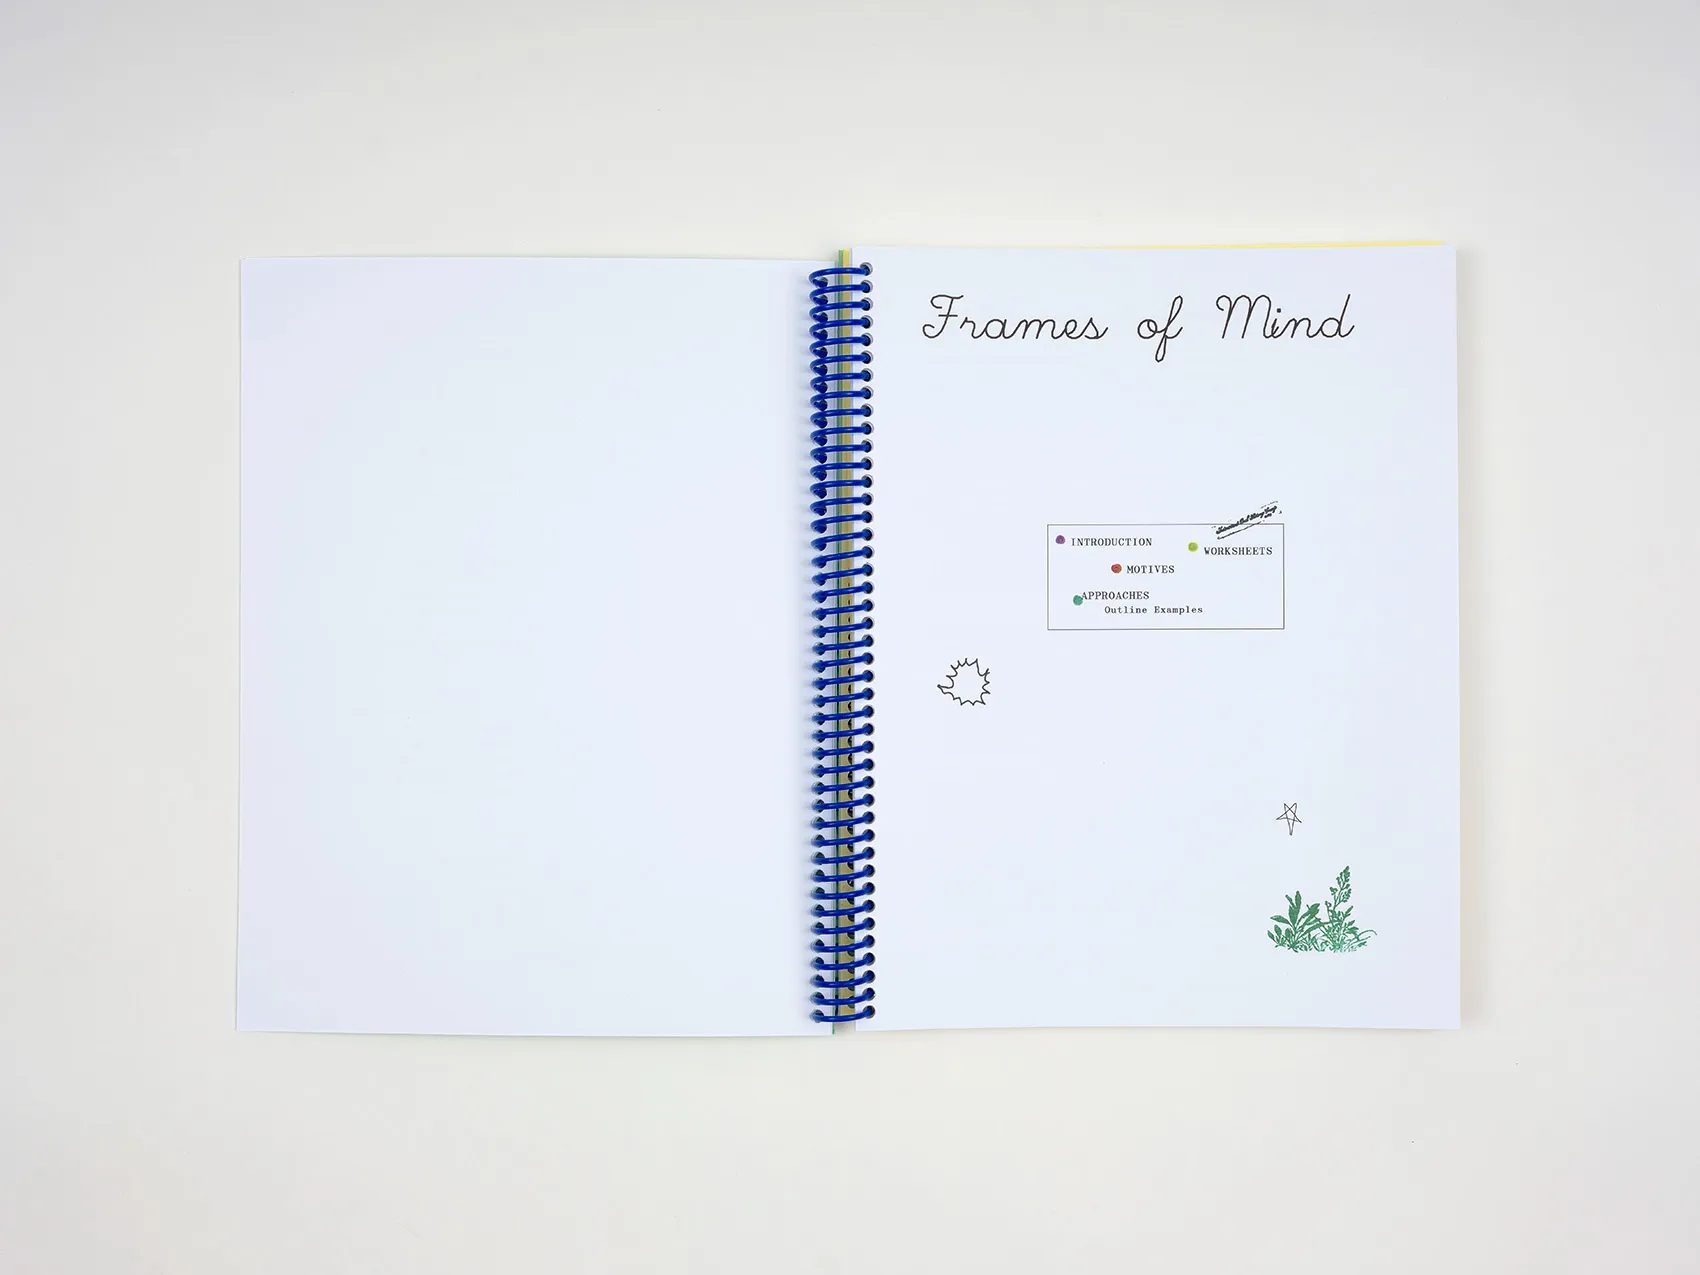 Frames of Mind
INTRODUCTION
WORKSHEETS
MOTIVES
APPROACHES
Outline Examples